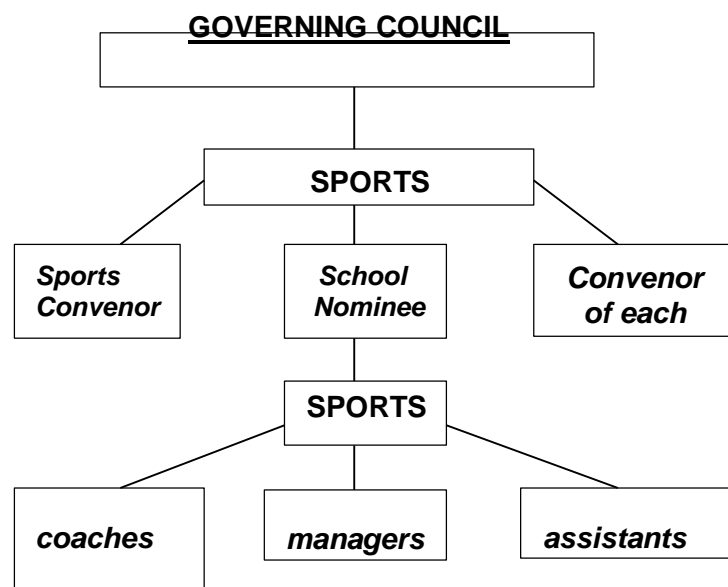 GOVERNING COUNCIL
SPORTS
Sports
Convenor
School
Nominee
Convenor
of each
SPORTS
coaches
managers
assistants